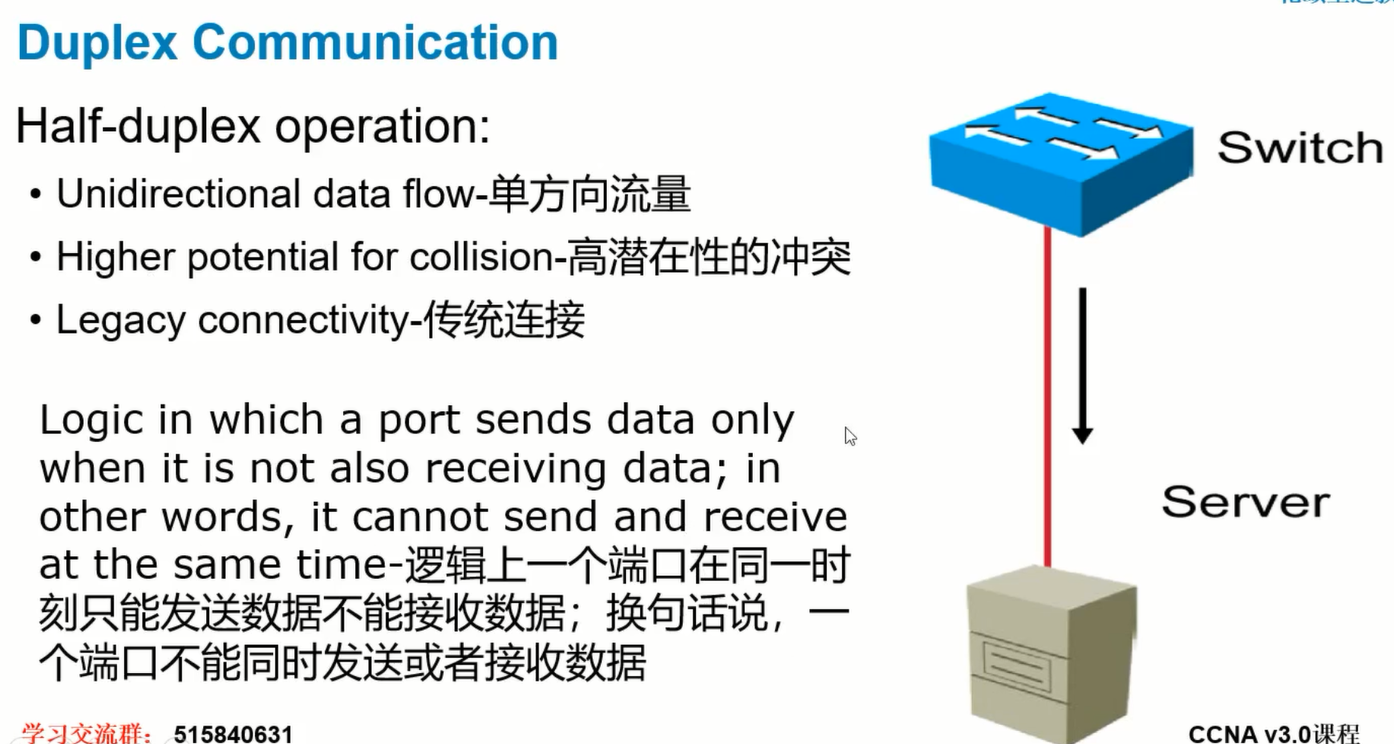 Duplex Communication
Half-duplex operation:
• Unidirectional data flow-单方向流量
• Higher potential for collision-高潜在性的冲突
• Legacy connectivity-传统连接
Logic in which a port sends data only
when it is not also receiving data; in
other words, it cannot send and receive
at the same time-逻辑上一个端口在同一时
刻只能发送数据不能接收数据；换句话说，一
个端口不能同时发送或者接收数据
Switch
Server
学习交流群： 515840631
CCNA v3.0课程